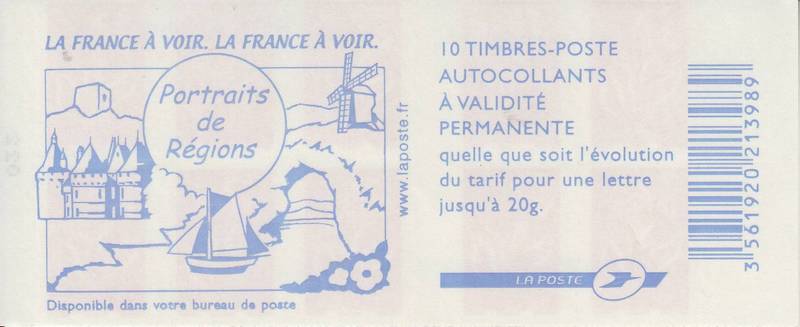 LA FRANCE À VOIR. LA FRANCE À VOIR.
Portraits
de
Régions
www.laposte.fr
Disponible dans votre bureau de poste
10 TIMBRES-POSTE
AUTOCOLLANTS
À VALIDITÉ
PERMANENTE
quelle que soit l'évolution
du tarif pour une lettre
jusqu'à 20g.
LA POSTE
3 561920 213989